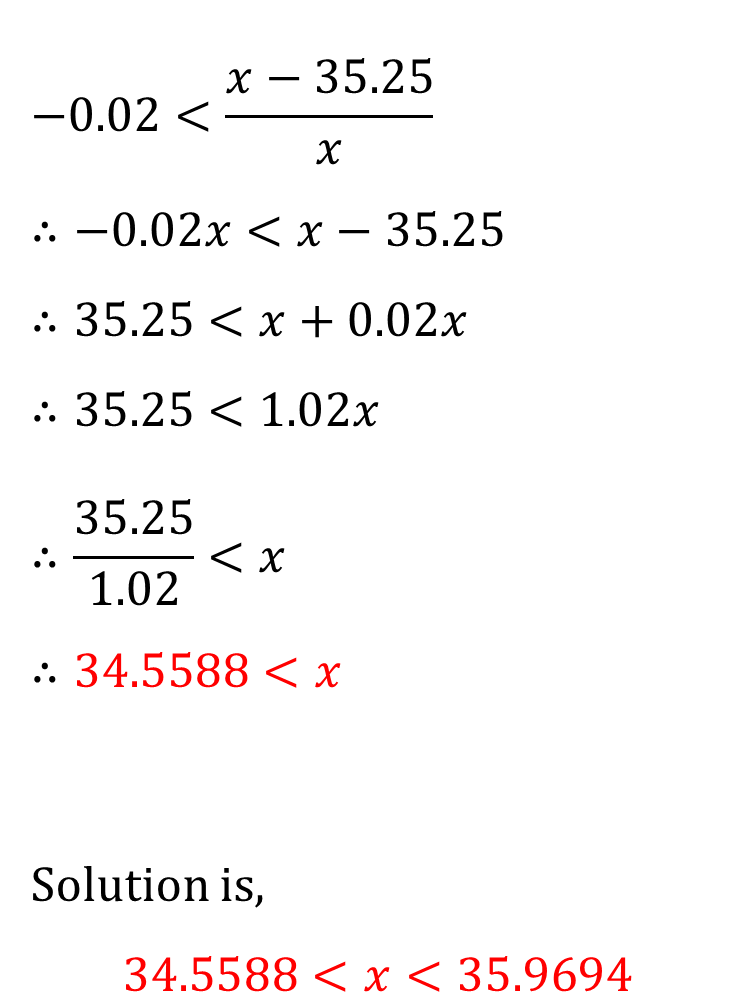 −0.02 < (x − 35.25)/x
∴ −0.02x < x − 35.25
∴ 35.25 < x + 0.02x
∴ 35.25 < 1.02x
∴ 35.25/1.02 < x
∴ 34.5588 < x
Solution is,
34.5588 < x < 35.9694